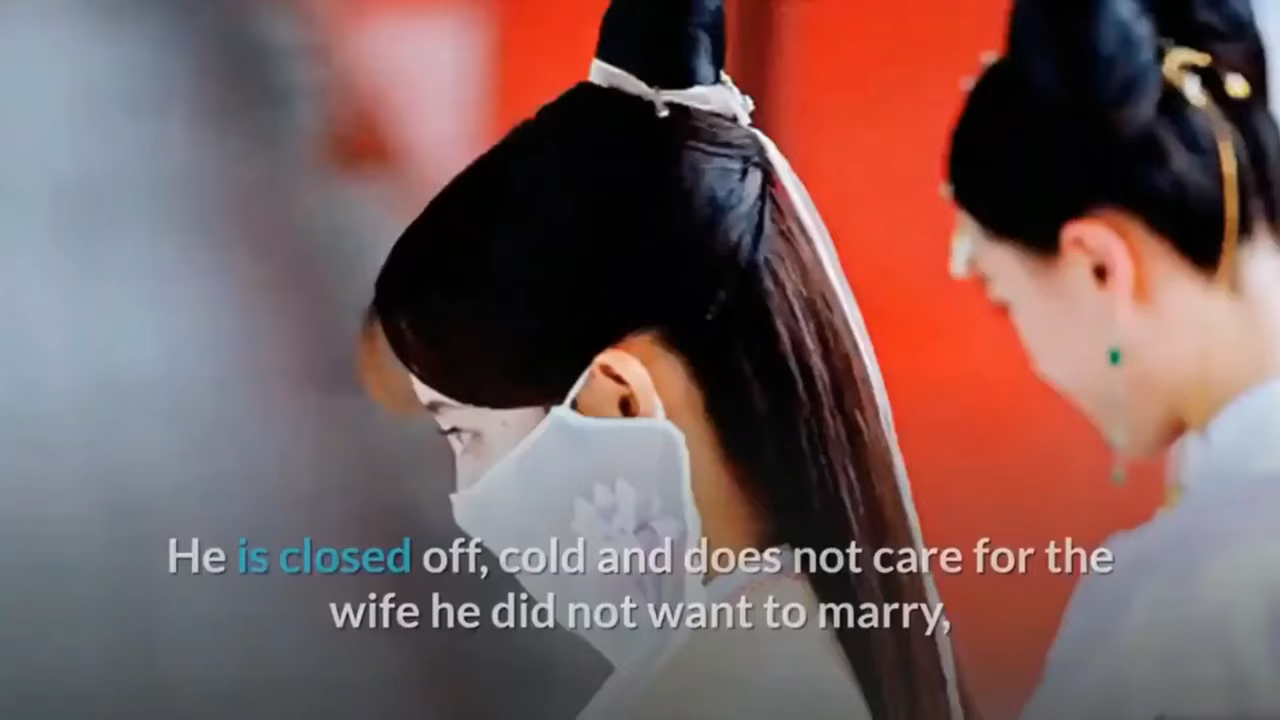 He is closed off, cold and does not care for the
wife he did not want to marry,